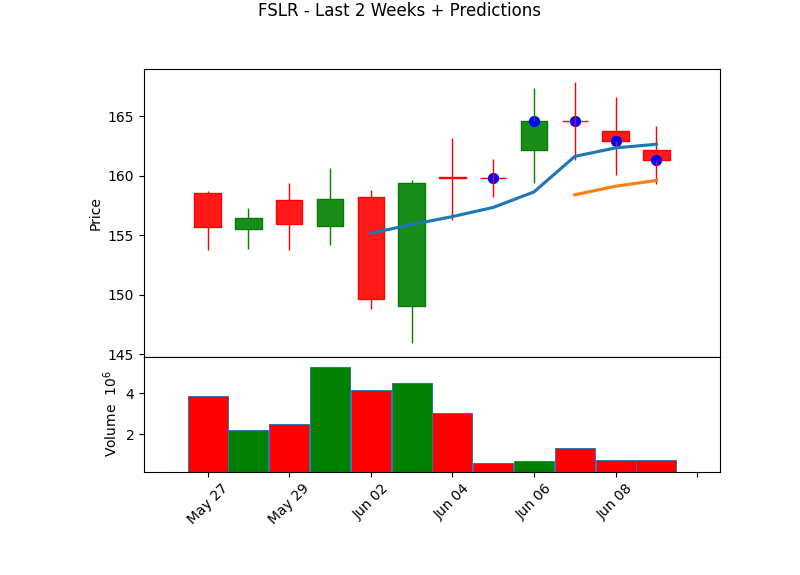 FSLR - Last 2 Weeks + Predictions
165
160
155
150
145
Price
4
2
Volume 10^6
May 27
May 29
Jun 02
Jun 04
Jun 06
Jun 08